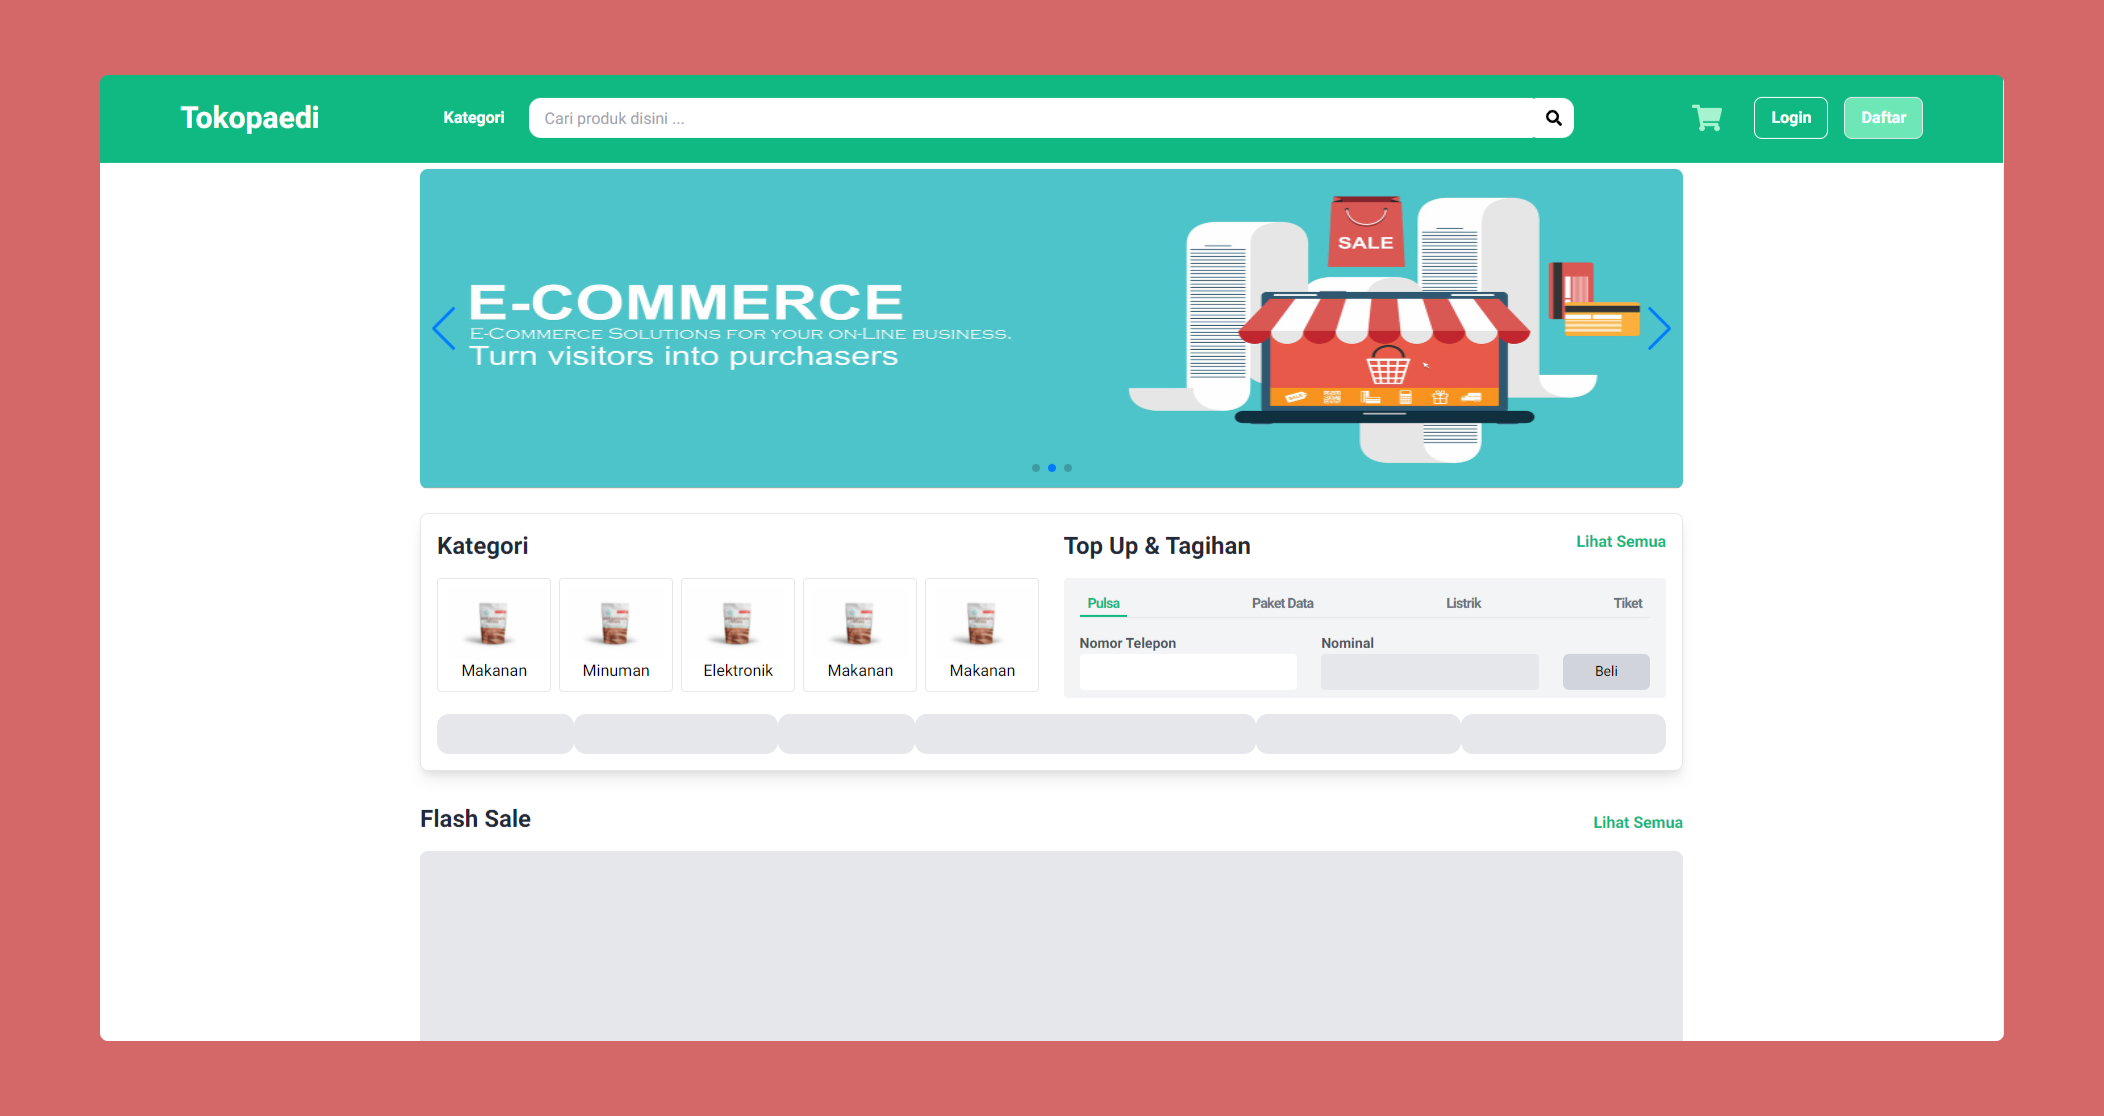 Tokopaedi
Kategori
Cari produk disini ...
Login
Daftar
SALE
E-COMMERCE
E-COMMERCE SOLUTIONS FOR YOUR ON-LINE BUSINESS.
Turn visitors into purchasers
Kategori
Makanan
Minuman
Elektronik
Makanan
Makanan
Top Up & Tagihan
Lihat Semua
Pulsa
Paket Data
Listrik
Tiket
Nomor Telepon
Nominal
Beli
Flash Sale
Lihat Semua